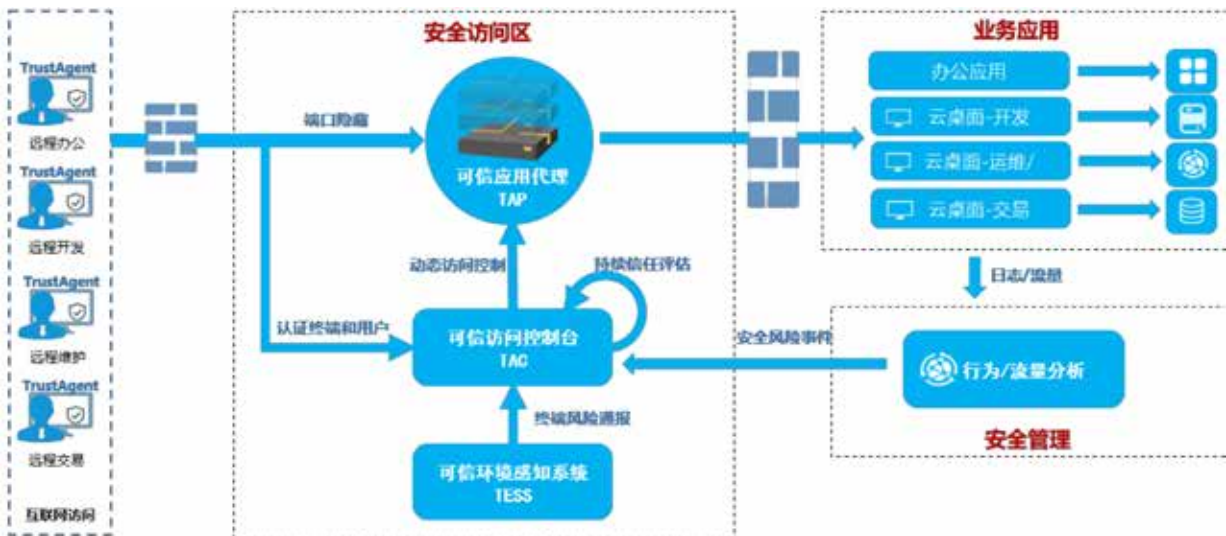 TrustAgent
远程办公
TrustAgent
远程开发
TrustAgent
远程维护
TrustAgent
远程交易
互联网访问
安全访问区
端口隐藏
可信应用代理
TAP
动态访问控制
持续信任评估
认证终端和用户
可信访问控制台
TAC
终端风险通报
可信环境感知系统
TESS
业务应用
办公应用
云桌面-开发
云桌面-运维/
云桌面-交易
日志/流量
安全风险事件
行为/流量分析
安全管理